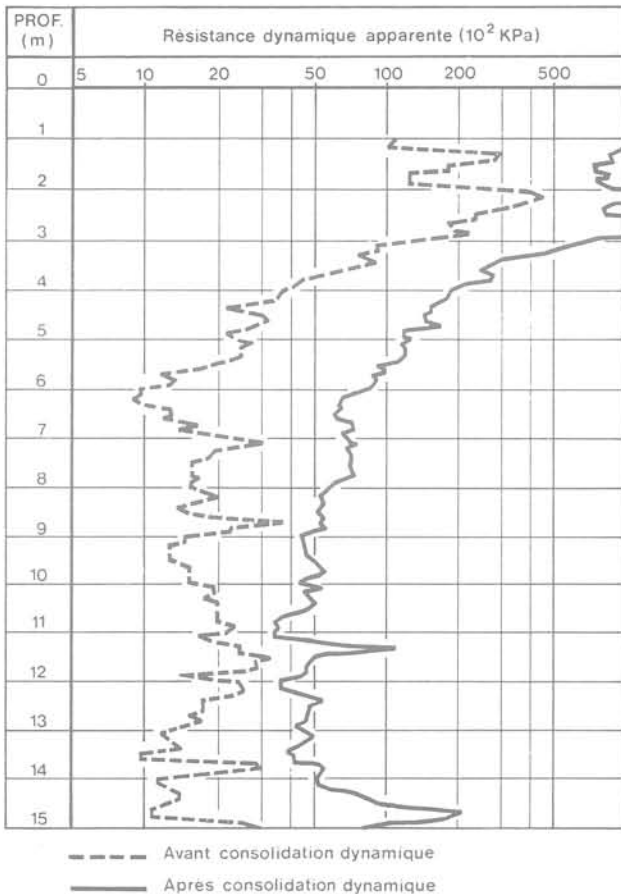 PROF.
(m)
Résistance dynamique apparente (10² KPa)
0 5 10 20 50 100 200 500
1
2
3
4
5
6
7
8
9
10
11
12
13
14
15
Avant consolidation dynamique
Après consolidation dynamique